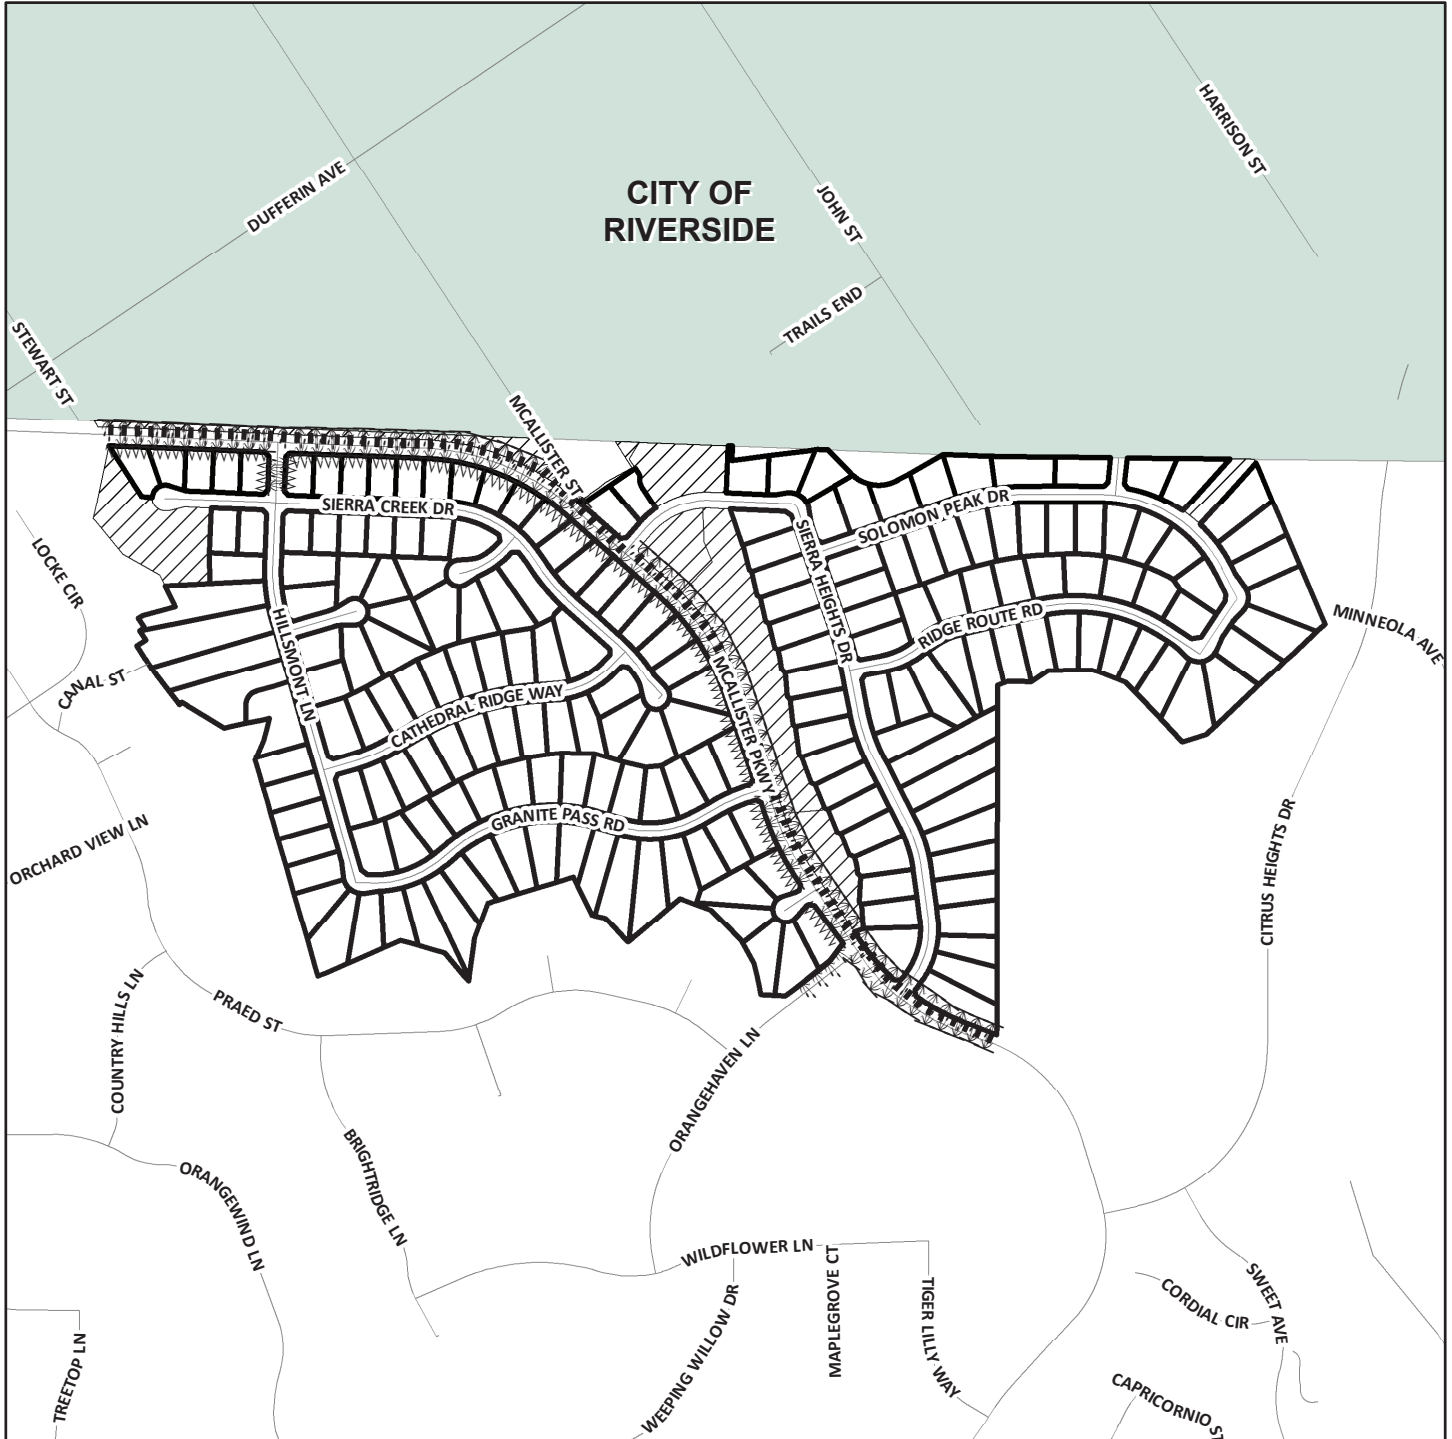 HARRISON ST
DUFFERIN AVE
CITY OF
RIVERSIDE
JOHN ST
TRAILS END
STEWART ST
MCALLISTER ST
SIERRA CREEK DR
SOLOMON PEAK DR
LOCKE CIR
SIERRA HEIGHTS DR
RIDGE ROUTE RD
MINNEOLA AVE
HILLSMONT LN
CANAL ST
CATHEDRAL RIDGE WAY
MCALLISTER PKWY
GRANITE PASS RD
ORCHARD VIEW LN
CITRUS HEIGHTS DR
COUNTRY HILLS LN
PRAED ST
ORANGEHAVEN LN
BRIGHTRIDGE LN
ORANGEWIND LN
WILDFLOWER LN
MAPLEGROVE CT
TIGER LILLY WAY
SWEET AVE
CORDIAL CIR
WEEPING WILLOW DR
TREETOP LN
CAPRICORNIO ST